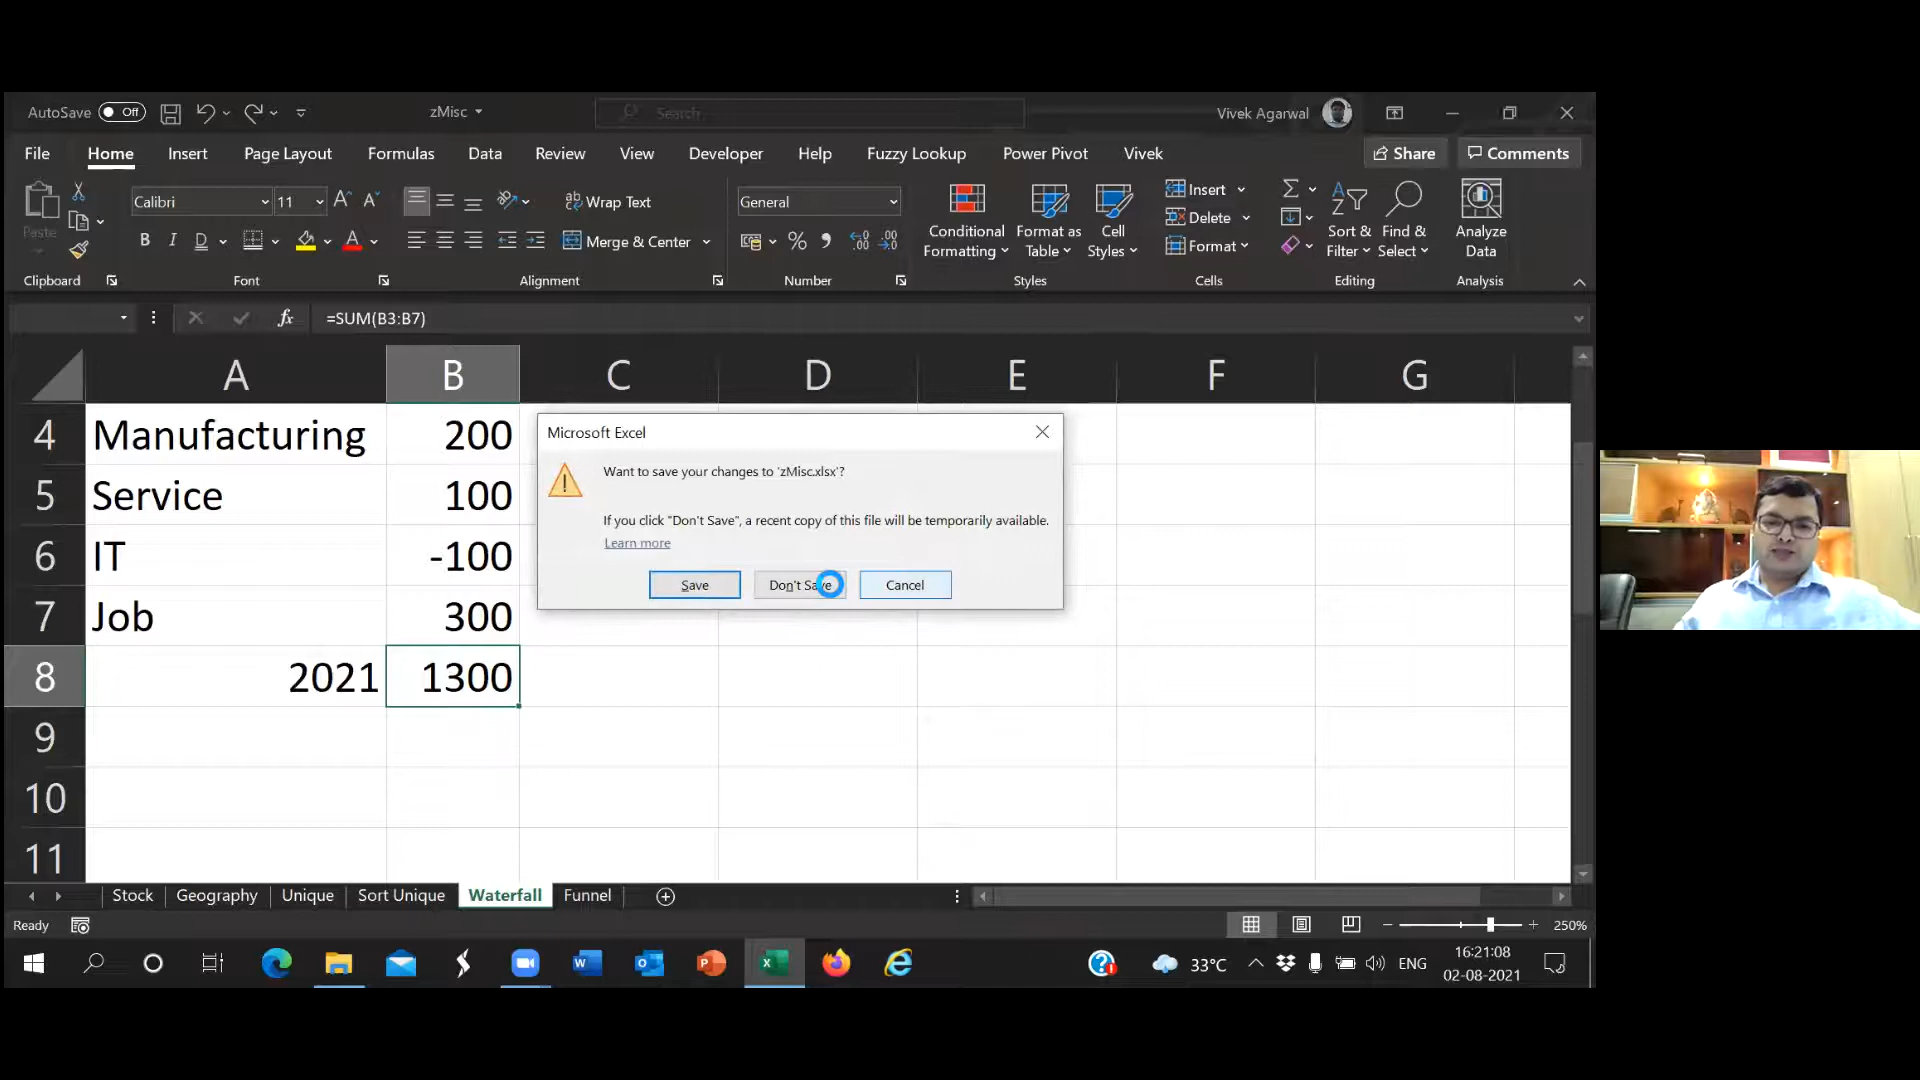 AutoSave Off zMisc Search Vivek Agarwal
File Home Insert Page Layout Formulas Data Review View Developer Help Fuzzy Lookup Power Pivot Vivek Share Comments
Paste
Calibri 11
B I D A
ab Wrap Text
Merge & Center
General
% 9
Conditional Formatting
Format as Table
Cell Styles
Insert
Delete
Format
Sort & Filter
Find & Select
Analyze Data
Clipboard Font Alignment Number Styles Cells Editing Analysis
fx =SUM(B3:B7)
A B C D E F G
4 Manufacturing 200
5 Service 100
6 IT -100
7 Job 300
8 2021 1300
9
10
11
Microsoft Excel
Want to save your changes to 'zMisc.xlsx'?
If you click "Don't Save", a recent copy of this file will be temporarily available.
Learn more
Save Don't Save Cancel
Stock Geography Unique Sort Unique Waterfall Funnel
Ready 250%
33°C ENG 16:21:08
02-08-2021